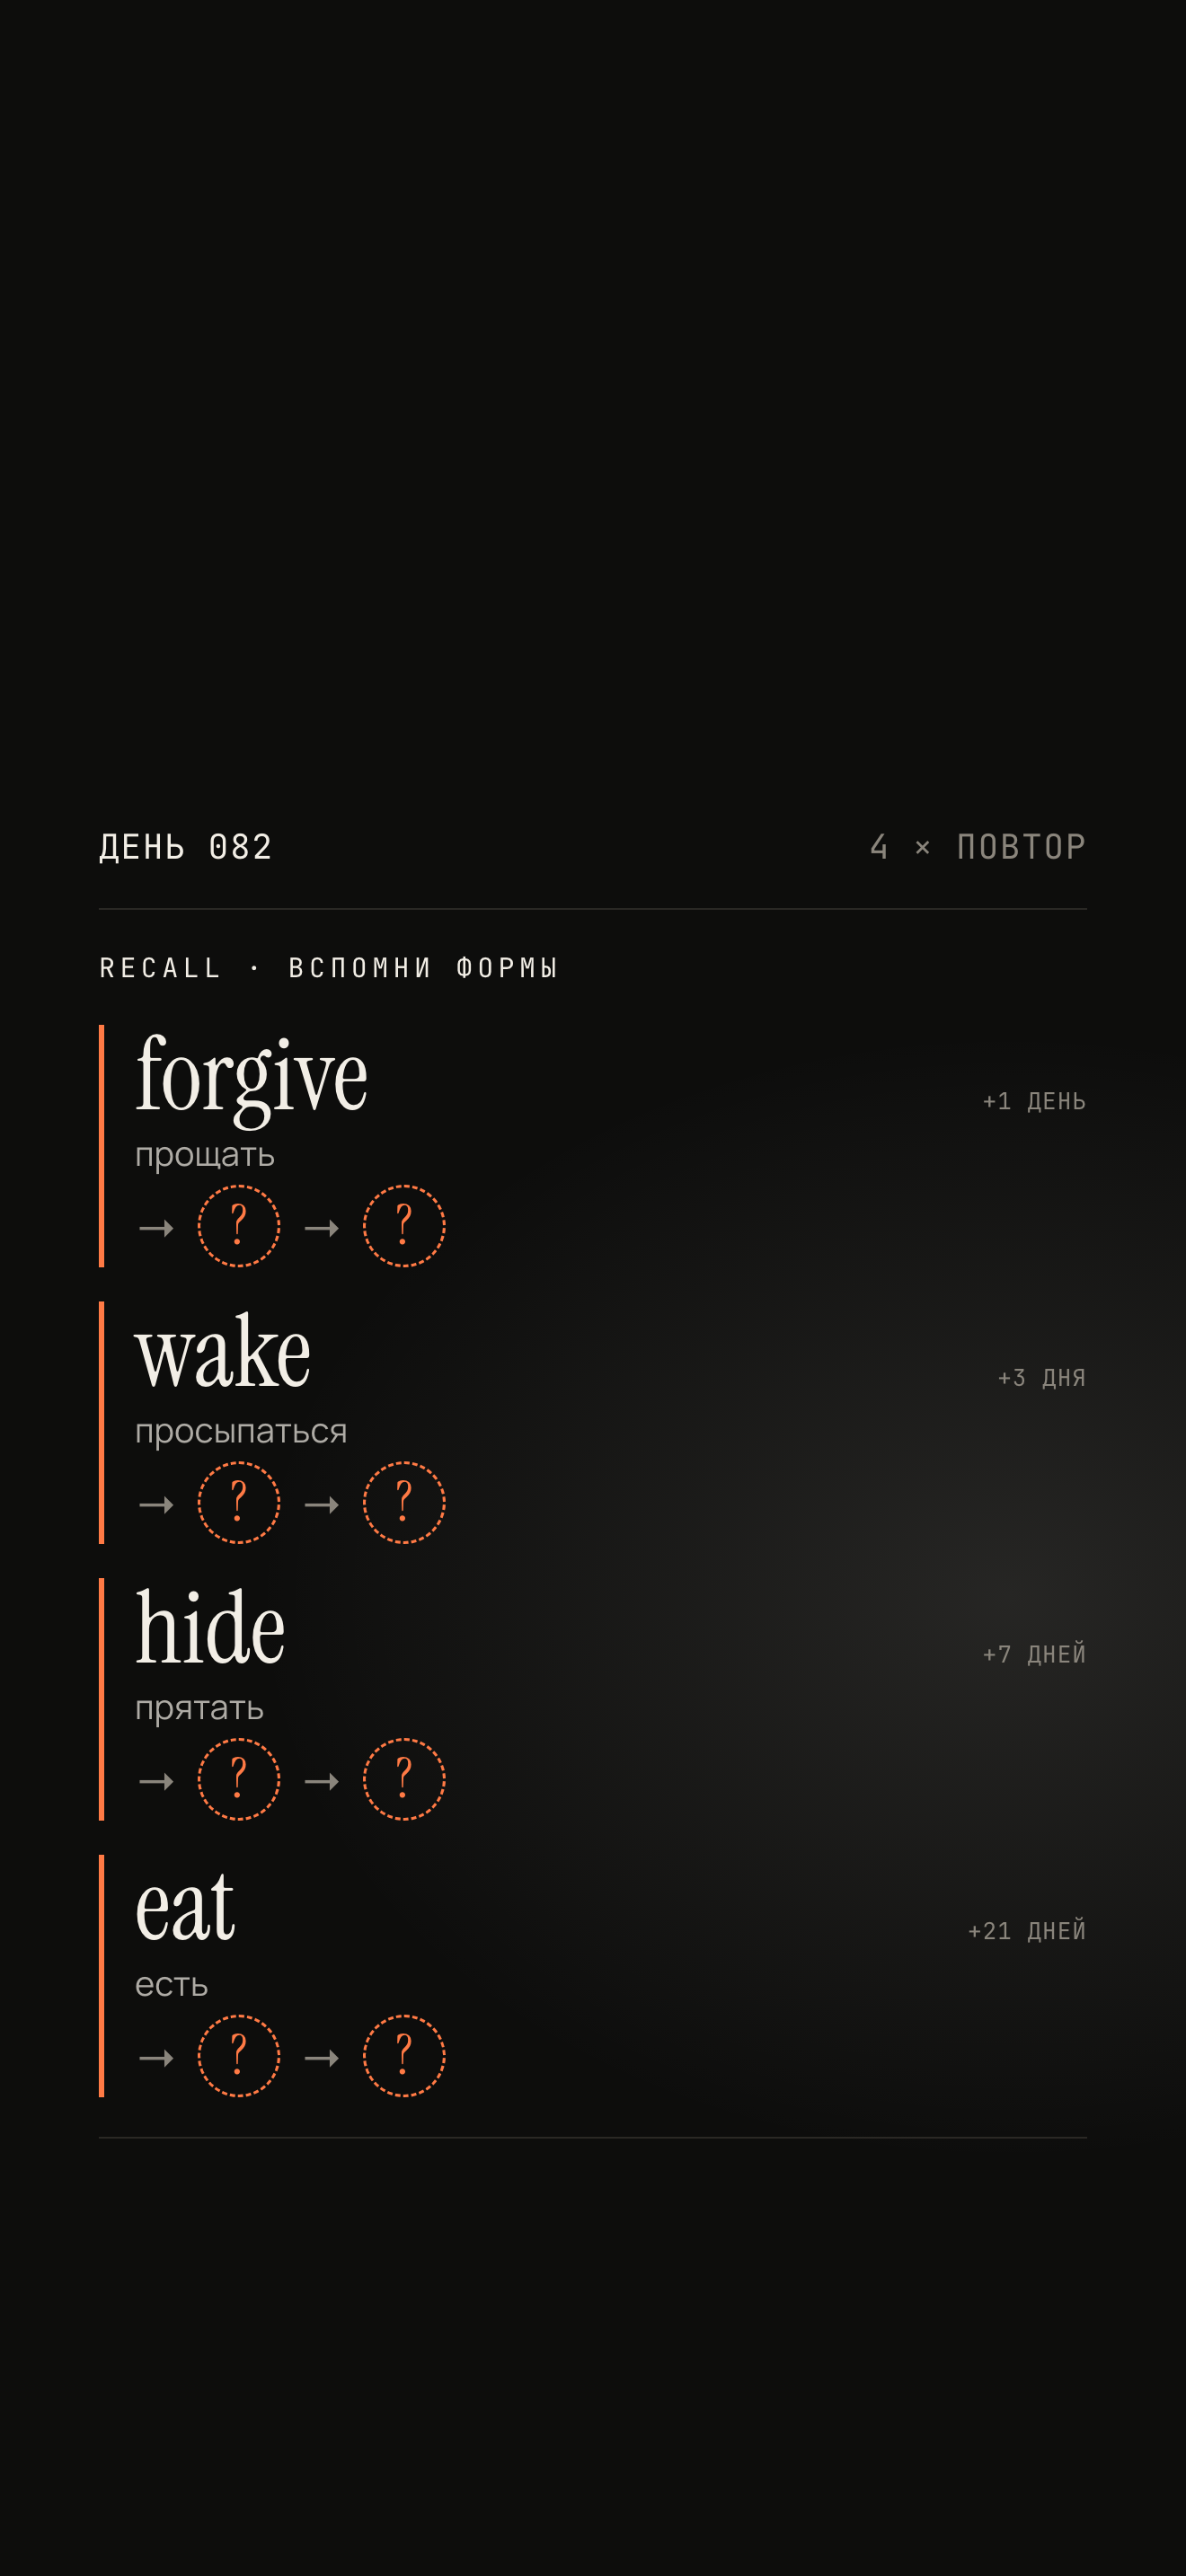 ДЕНЬ 082
4 × ПОВТОР
RECALL · ВСПОМНИ ФОРМЫ
forgive
+1 ДЕНЬ
прощать
→ ? → ?
wake
+3 ДНЯ
просыпаться
→ ? → ?
hide
+7 ДНЕЙ
прятать
→ ? → ?
eat
+21 ДНЕЙ
есть
→ ? → ?